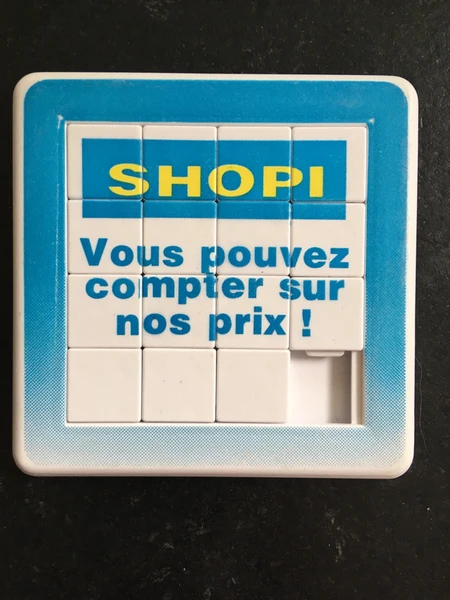 SHOPI
Vous pouvez
compter sur
nos prix !